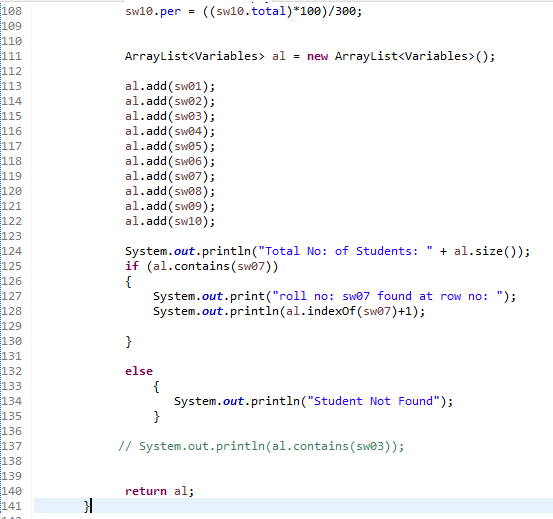 108 sw10.per = ((sw10.total)*100)/300;
109
110
111 ArrayList<Variables> al = new ArrayList<Variables>();
112
113 al.add(sw01);
114 al.add(sw02);
115 al.add(sw03);
116 al.add(sw04);
117 al.add(sw05);
118 al.add(sw06);
119 al.add(sw07);
120 al.add(sw08);
121 al.add(sw09);
122 al.add(sw10);
123
124 System.out.println("Total No: of Students: " + al.size());
125 if (al.contains(sw07))
126 {
127 System.out.print("roll no: sw07 found at row no: ");
128 System.out.println(al.indexOf(sw07)+1);
129
130 }
131
132 else
133 {
134 System.out.println("Student Not Found");
135 }
136
137 // System.out.println(al.contains(sw03));
138
139
140 return al;
141 }